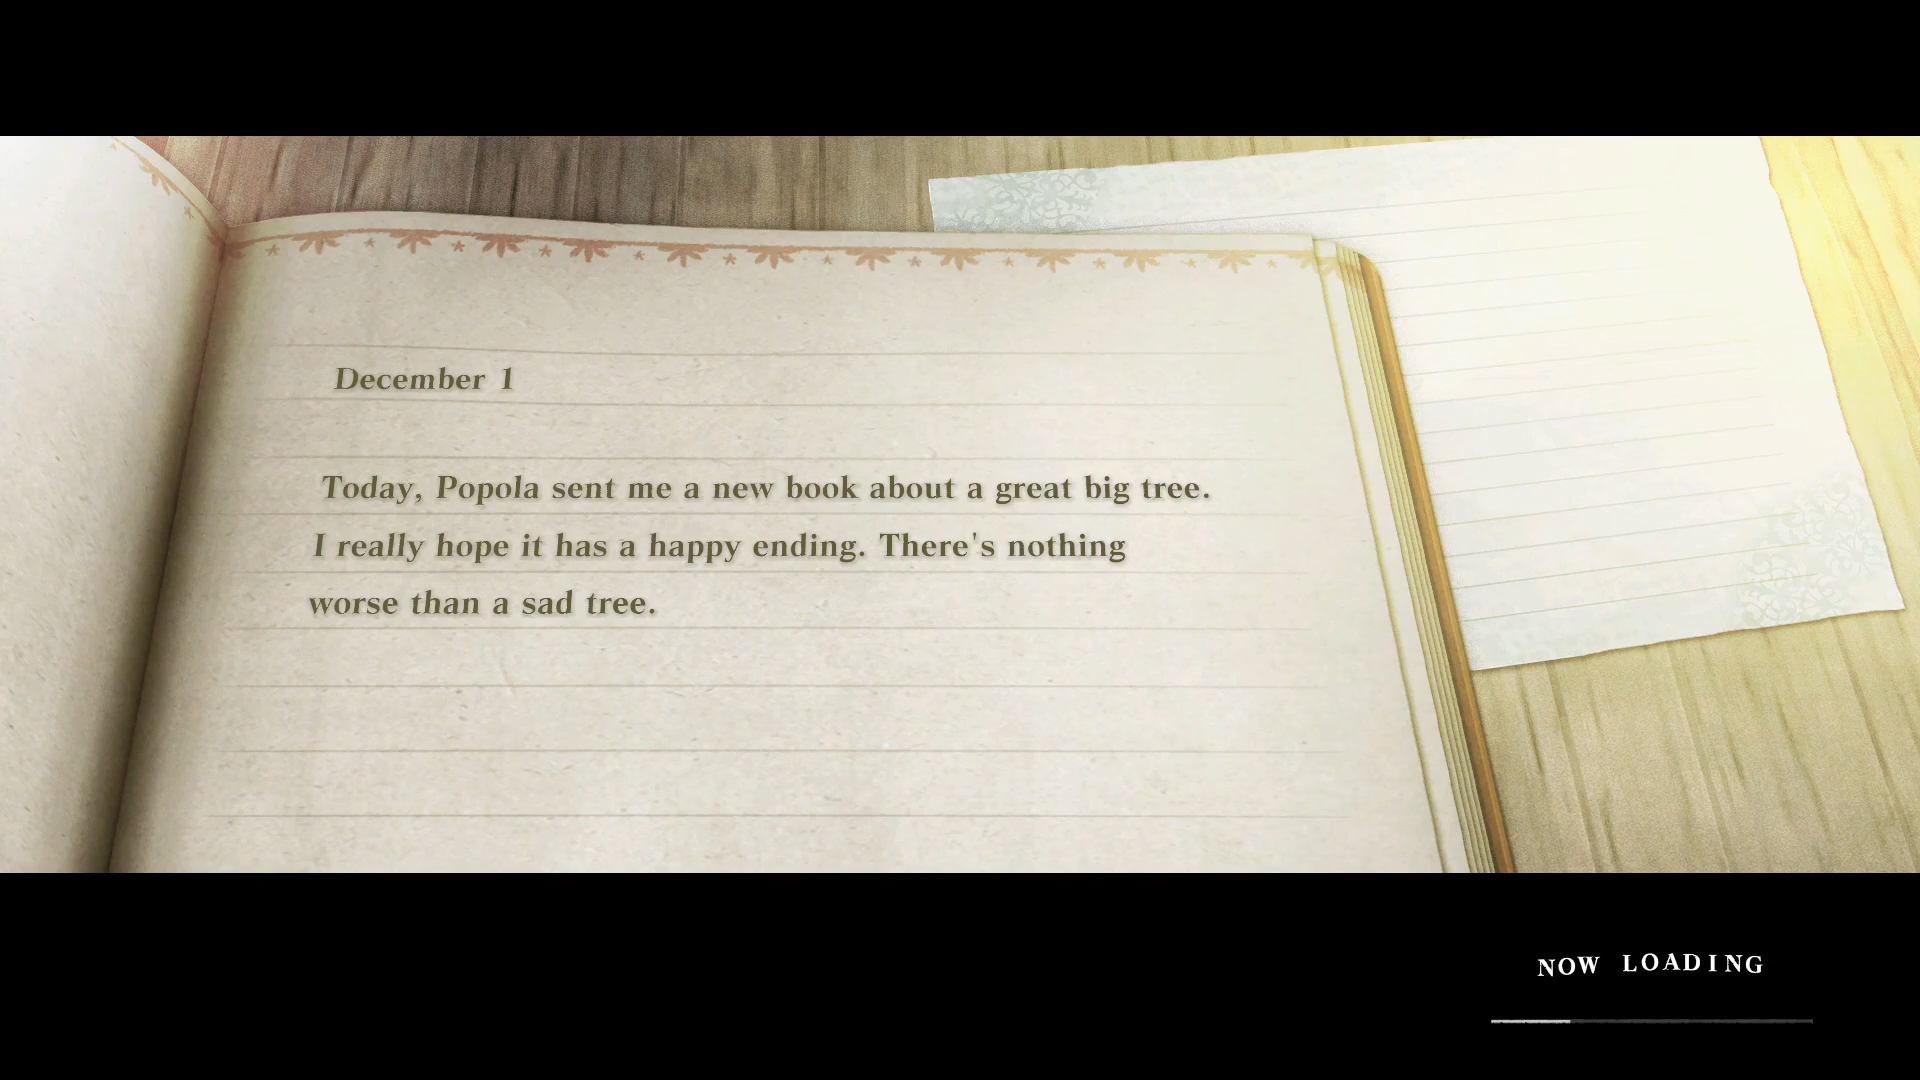 December 1
Today, Popola sent me a new book about a great big tree.
I really hope it has a happy ending. There's nothing
worse than a sad tree.
NOW LOADING